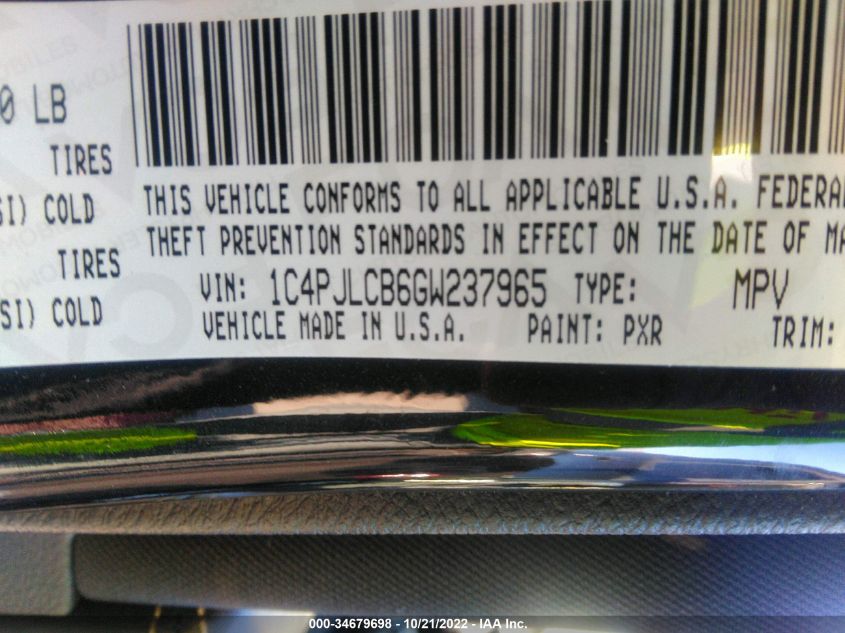 0 LB
TIRES
SI) COLD
TIRES
SI) COLD
THIS VEHICLE CONFORMS TO ALL APPLICABLE U.S.A. FEDERAL
THEFT PREVENTION STANDARDS IN EFFECT ON THE DATE OF MA
VIN: 1C4PJLCB6GW237965 TYPE: MPV
VEHICLE MADE IN U.S.A. PAINT: PXR TRIM:
000-34679698 - 10/21/2022 - IAA Inc.